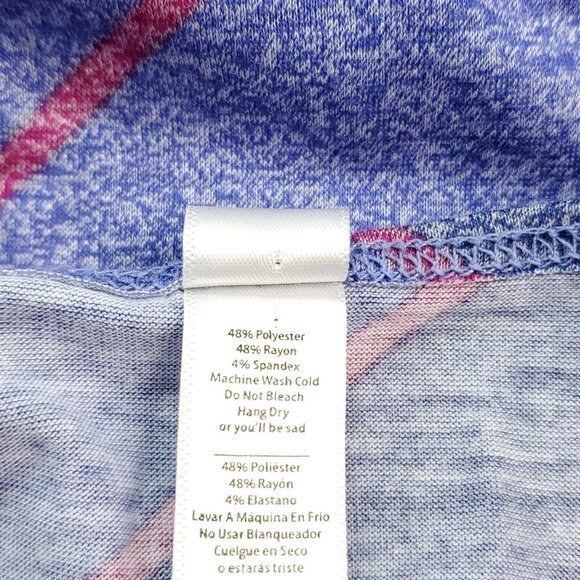 48% Polyester
48% Rayon
4% Spandex
Machine Wash Cold
Do Not Bleach
Hang Dry
or you'll be sad
48% Poliéster
48% Rayón
4% Elastano
Lavar A Máquina En Frio
No Usar Blanqueador
Cuelgue en Seco
o estarás triste